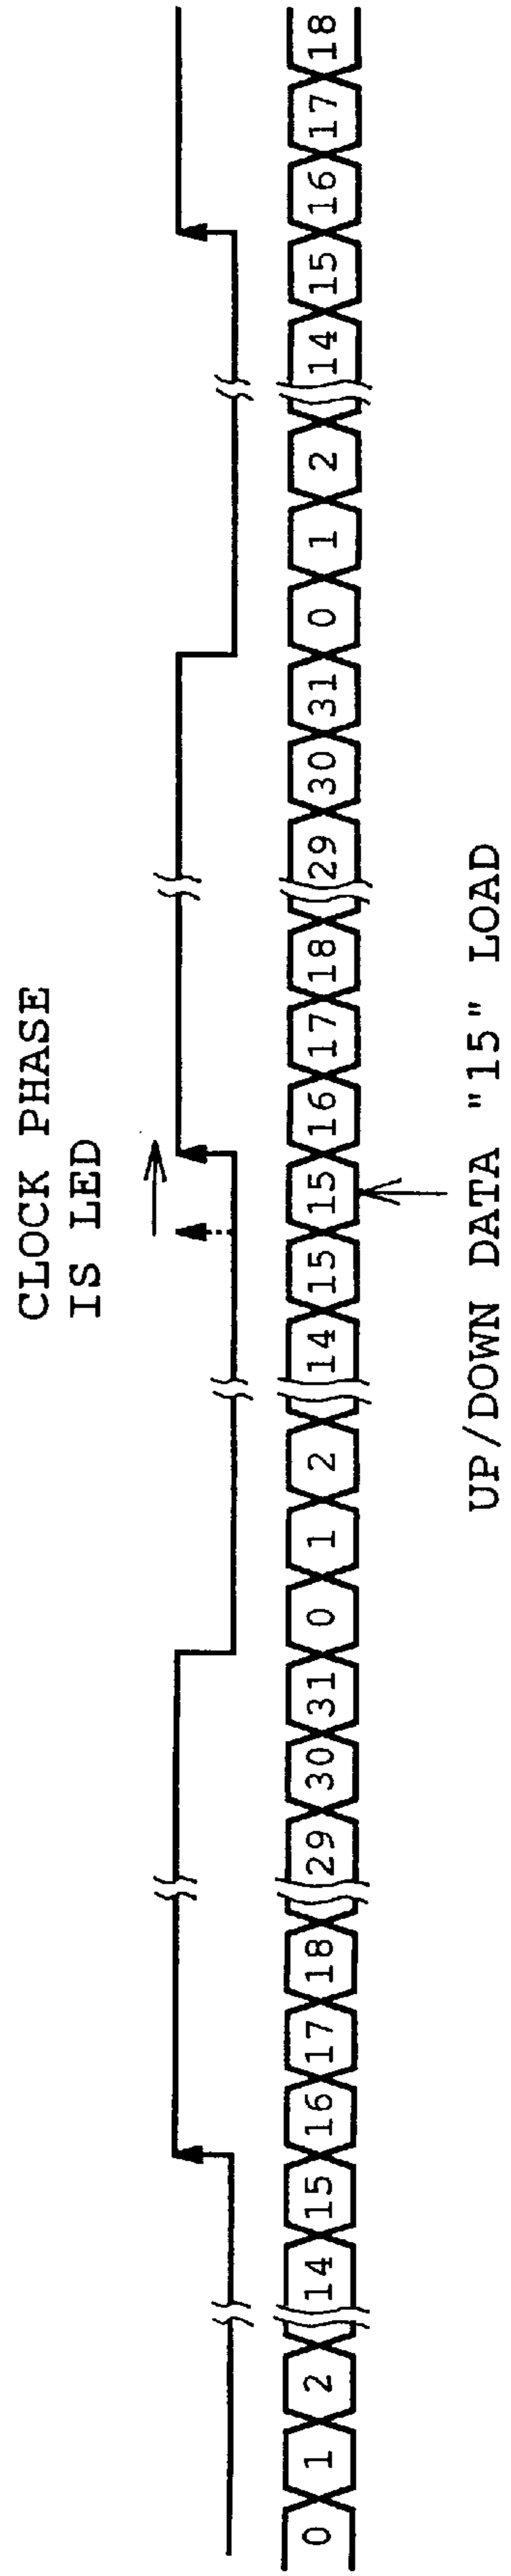 CLOCK PHASE
IS LED
0 1 2 14 15 16 17 18 29 30 31 0 1 2 14 15 15 16 17 18 29 30 31 0 1 2 14 15 16 17 18
UP/DOWN DATA "15" LOAD